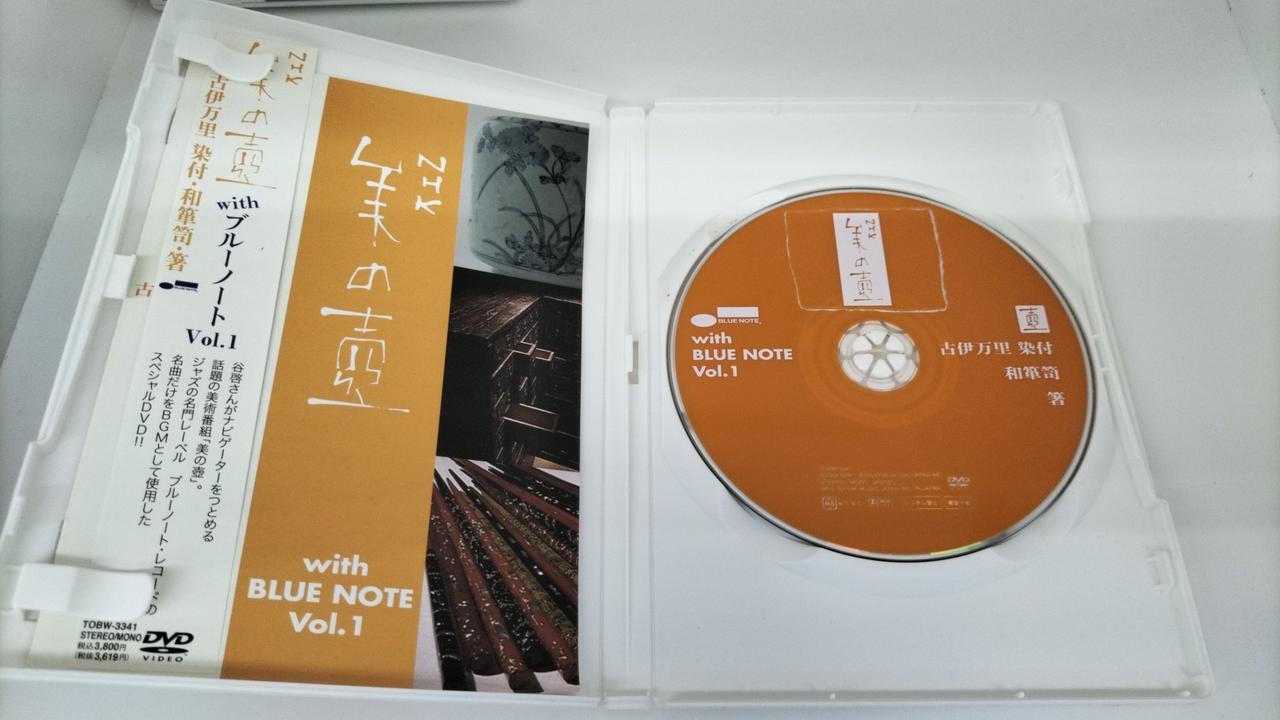 NHK
美の壺
古伊万里 染付・和箪笥・箸
with ブルーノート
Vol.1
谷啓さんがナビゲーターをつとめる
話題の美術番組「美の壺」。
ジャズの名門レーベル ブルーノート・レコードの
名曲だけをBGMとして使用した
スペシャルDVD!!
TOBW-3341
STEREO/MONO
税込3,800円
(税抜3,619円)
DVD
VIDEO
古
NHK
美の壺
with
BLUE NOTE
Vol.1
NHK
美の壺
BLUE NOTE
with
BLUE NOTE
Vol.1
壺
古伊万里 染付
和箪笥
箸
DVD